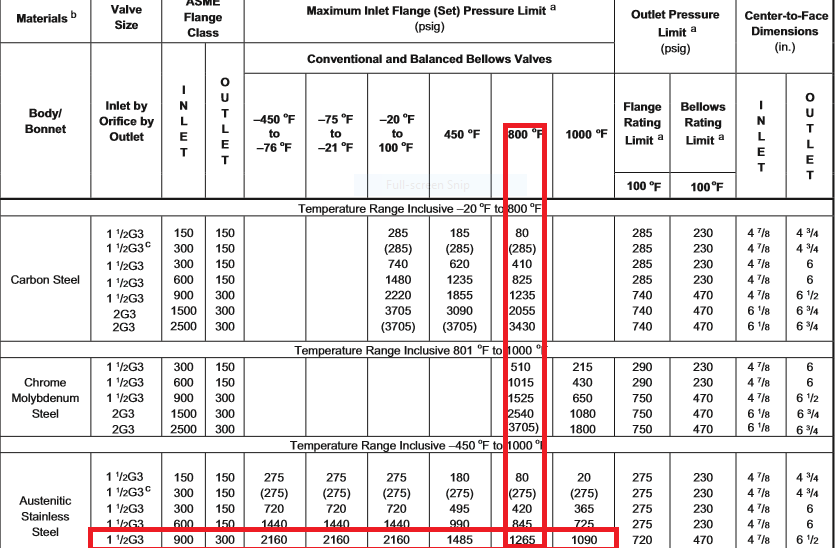 Materials b Valve Size ASME Flange Class Maximum Inlet Flange (Set) Pressure Limit a (psig) Outlet Pressure Limit a (psig) Center-to-Face Dimensions (in.)
Conventional and Balanced Bellows Valves
Body/ Bonnet Inlet by Orifice by Outlet INLET OUTLET –450 °F to –76 °F –75 °F to –21 °F –20 °F to 100 °F 450 °F 800 °F 1000 °F Flange Rating Limit a Bellows Rating Limit a INLET OUTLET
100 °F 100°F
Full-screen Snip
Temperature Range Inclusive –20 °F to 800 °F
Carbon Steel
1 1/2G3 150 150 285 185 80 285 230 4 7/8 4 3/4
1 1/2G3 c 300 150 (285) (285) (285) 285 230 4 7/8 4 3/4
1 1/2G3 300 150 740 620 410 285 230 4 7/8 6
1 1/2G3 600 150 1480 1235 825 285 230 4 7/8 6
1 1/2G3 900 300 2220 1855 1235 740 470 4 7/8 6 1/2
2G3 1500 300 3705 3090 2055 740 470 6 1/8 6 3/4
2G3 2500 300 (3705) (3705) 3430 740 470 6 1/8 6 3/4
Temperature Range Inclusive 801 °F to 1000 °F
Chrome Molybdenum Steel
1 1/2G3 300 150 510 215 290 230 4 7/8 6
1 1/2G3 600 150 1015 430 290 230 4 7/8 6
1 1/2G3 900 300 1525 650 750 470 4 7/8 6 1/2
2G3 1500 300 2540 1080 750 470 6 1/8 6 3/4
2G3 2500 300 (3705) 1800 750 470 6 1/8 6 3/4
Temperature Range Inclusive –450 °F to 1000 °F
Austenitic Stainless Steel
1 1/2G3 150 150 275 275 275 180 80 20 275 230 4 7/8 4 3/4
1 1/2G3 c 300 150 (275) (275) (275) (275) (275) (275) 275 230 4 7/8 4 3/4
1 1/2G3 300 150 720 720 720 495 420 365 275 230 4 7/8 6
1 1/2G3 600 150 1440 1440 1440 990 845 725 275 230 4 7/8 6
1 1/2G3 900 300 2160 2160 2160 1485 1265 1090 720 470 4 7/8 6 1/2